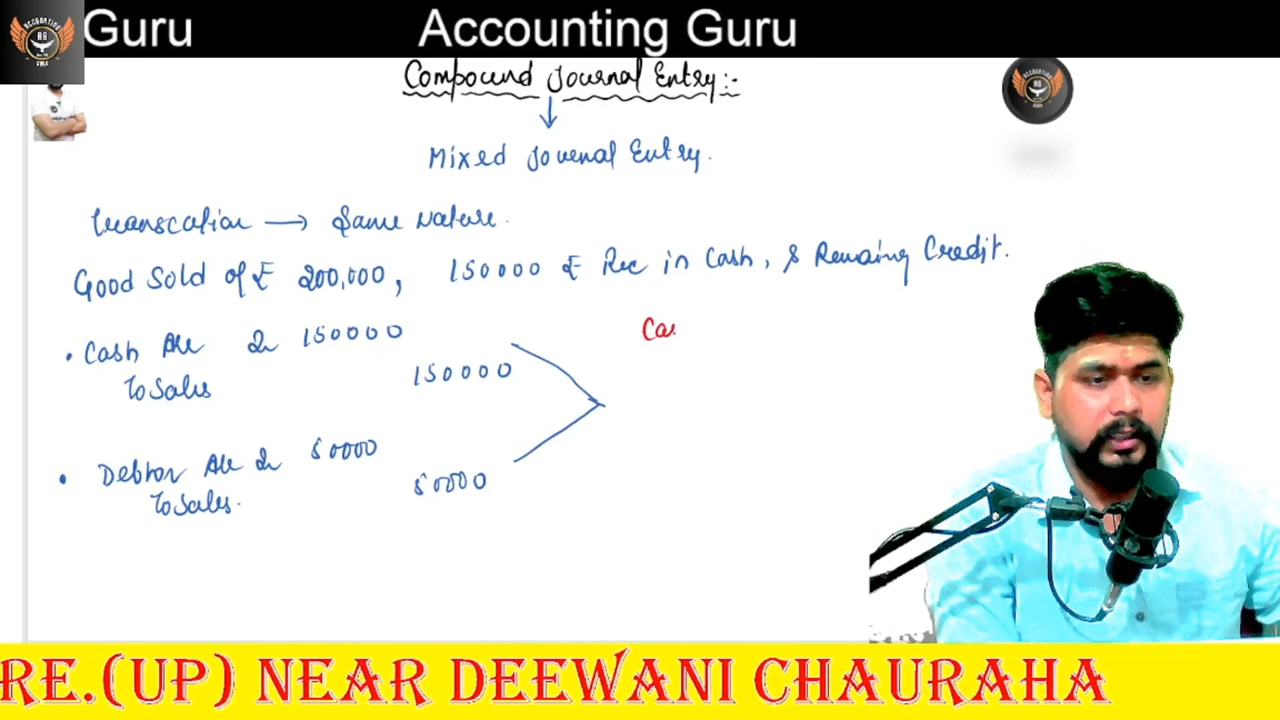 Guru
Accounting Guru
Compound Journal Entry:-
Mixed Journal Entry.
transcation → Same Nature.
Good Sold of ₹ 200,000, 150000 ₹ Rec in Cash, & Remaing Credit.
• Cash A/c Dr 150000
To Sales
150000
Ca
• Debtor A/c Dr 50000
To Sales.
50000
RE.(UP) NEAR DEEWANI CHAURAHA